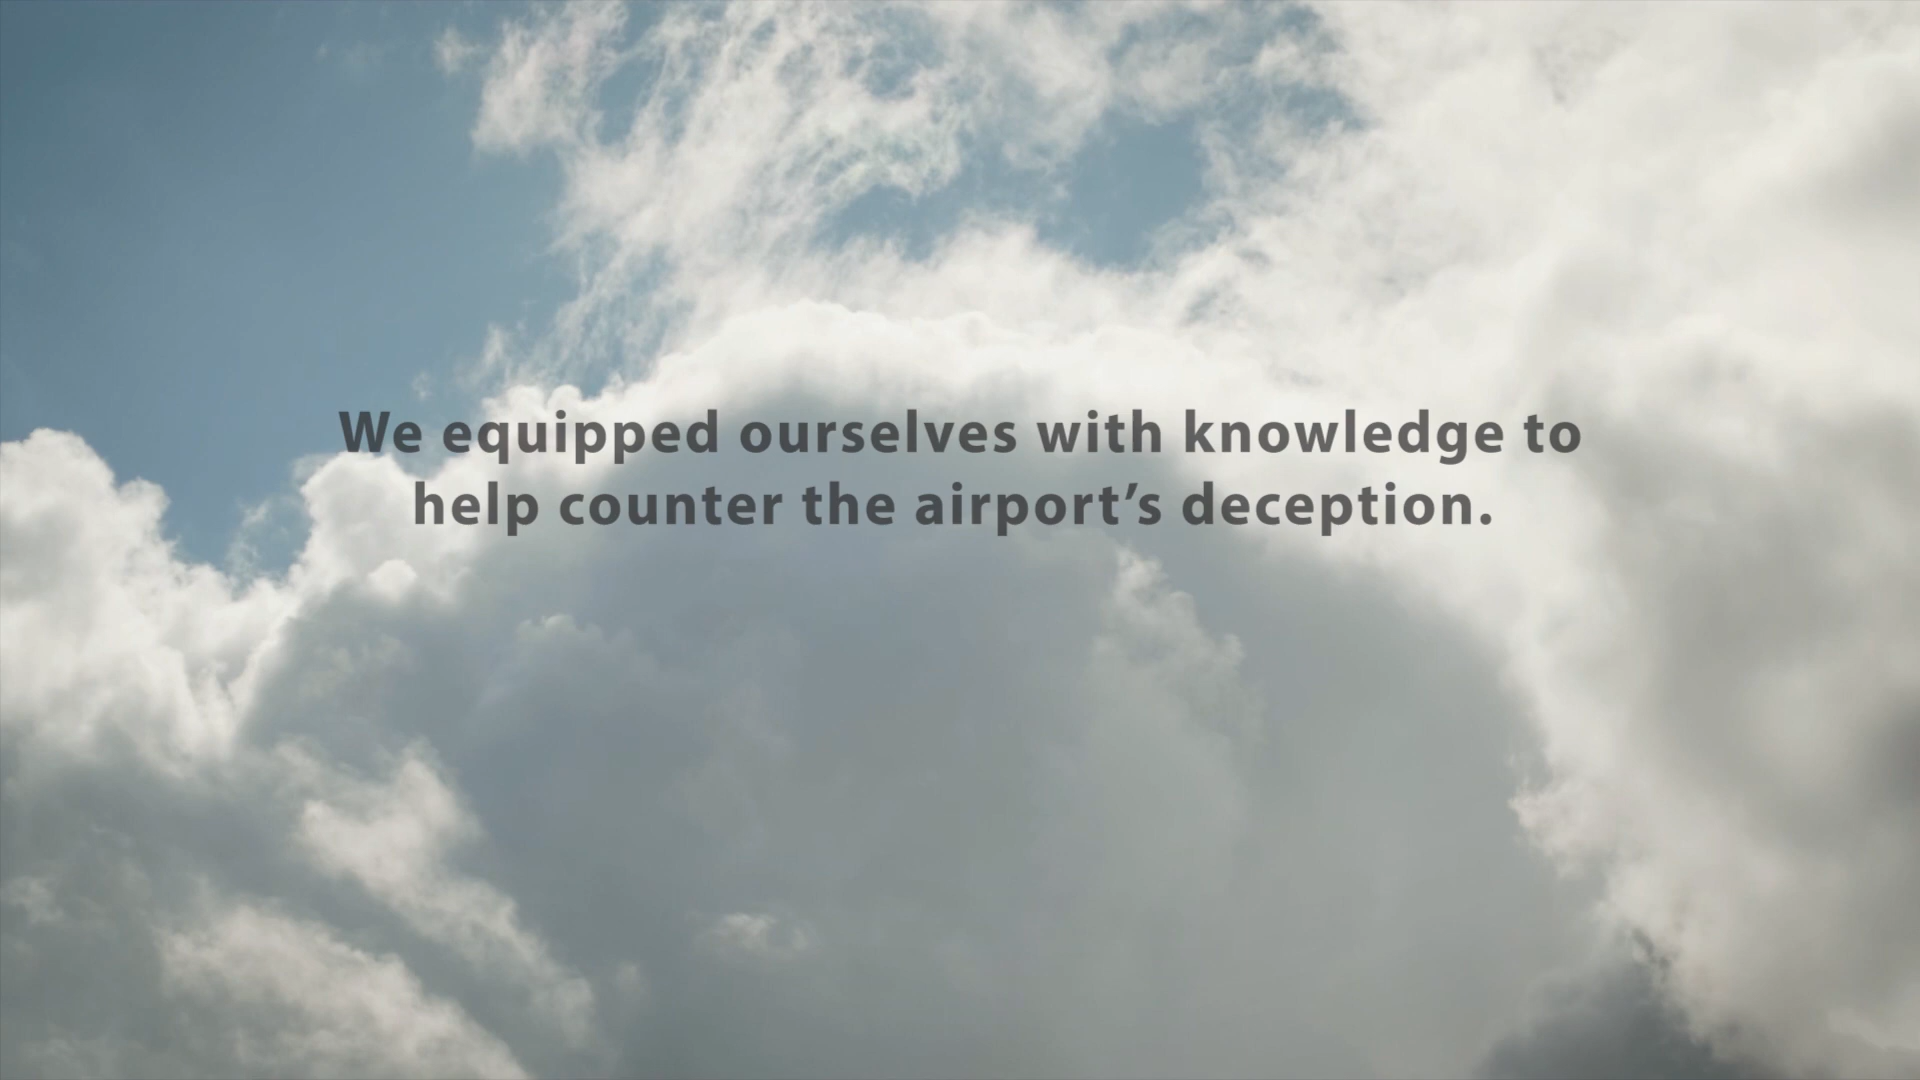 We equipped ourselves with knowledge to
help counter the airport’s deception.